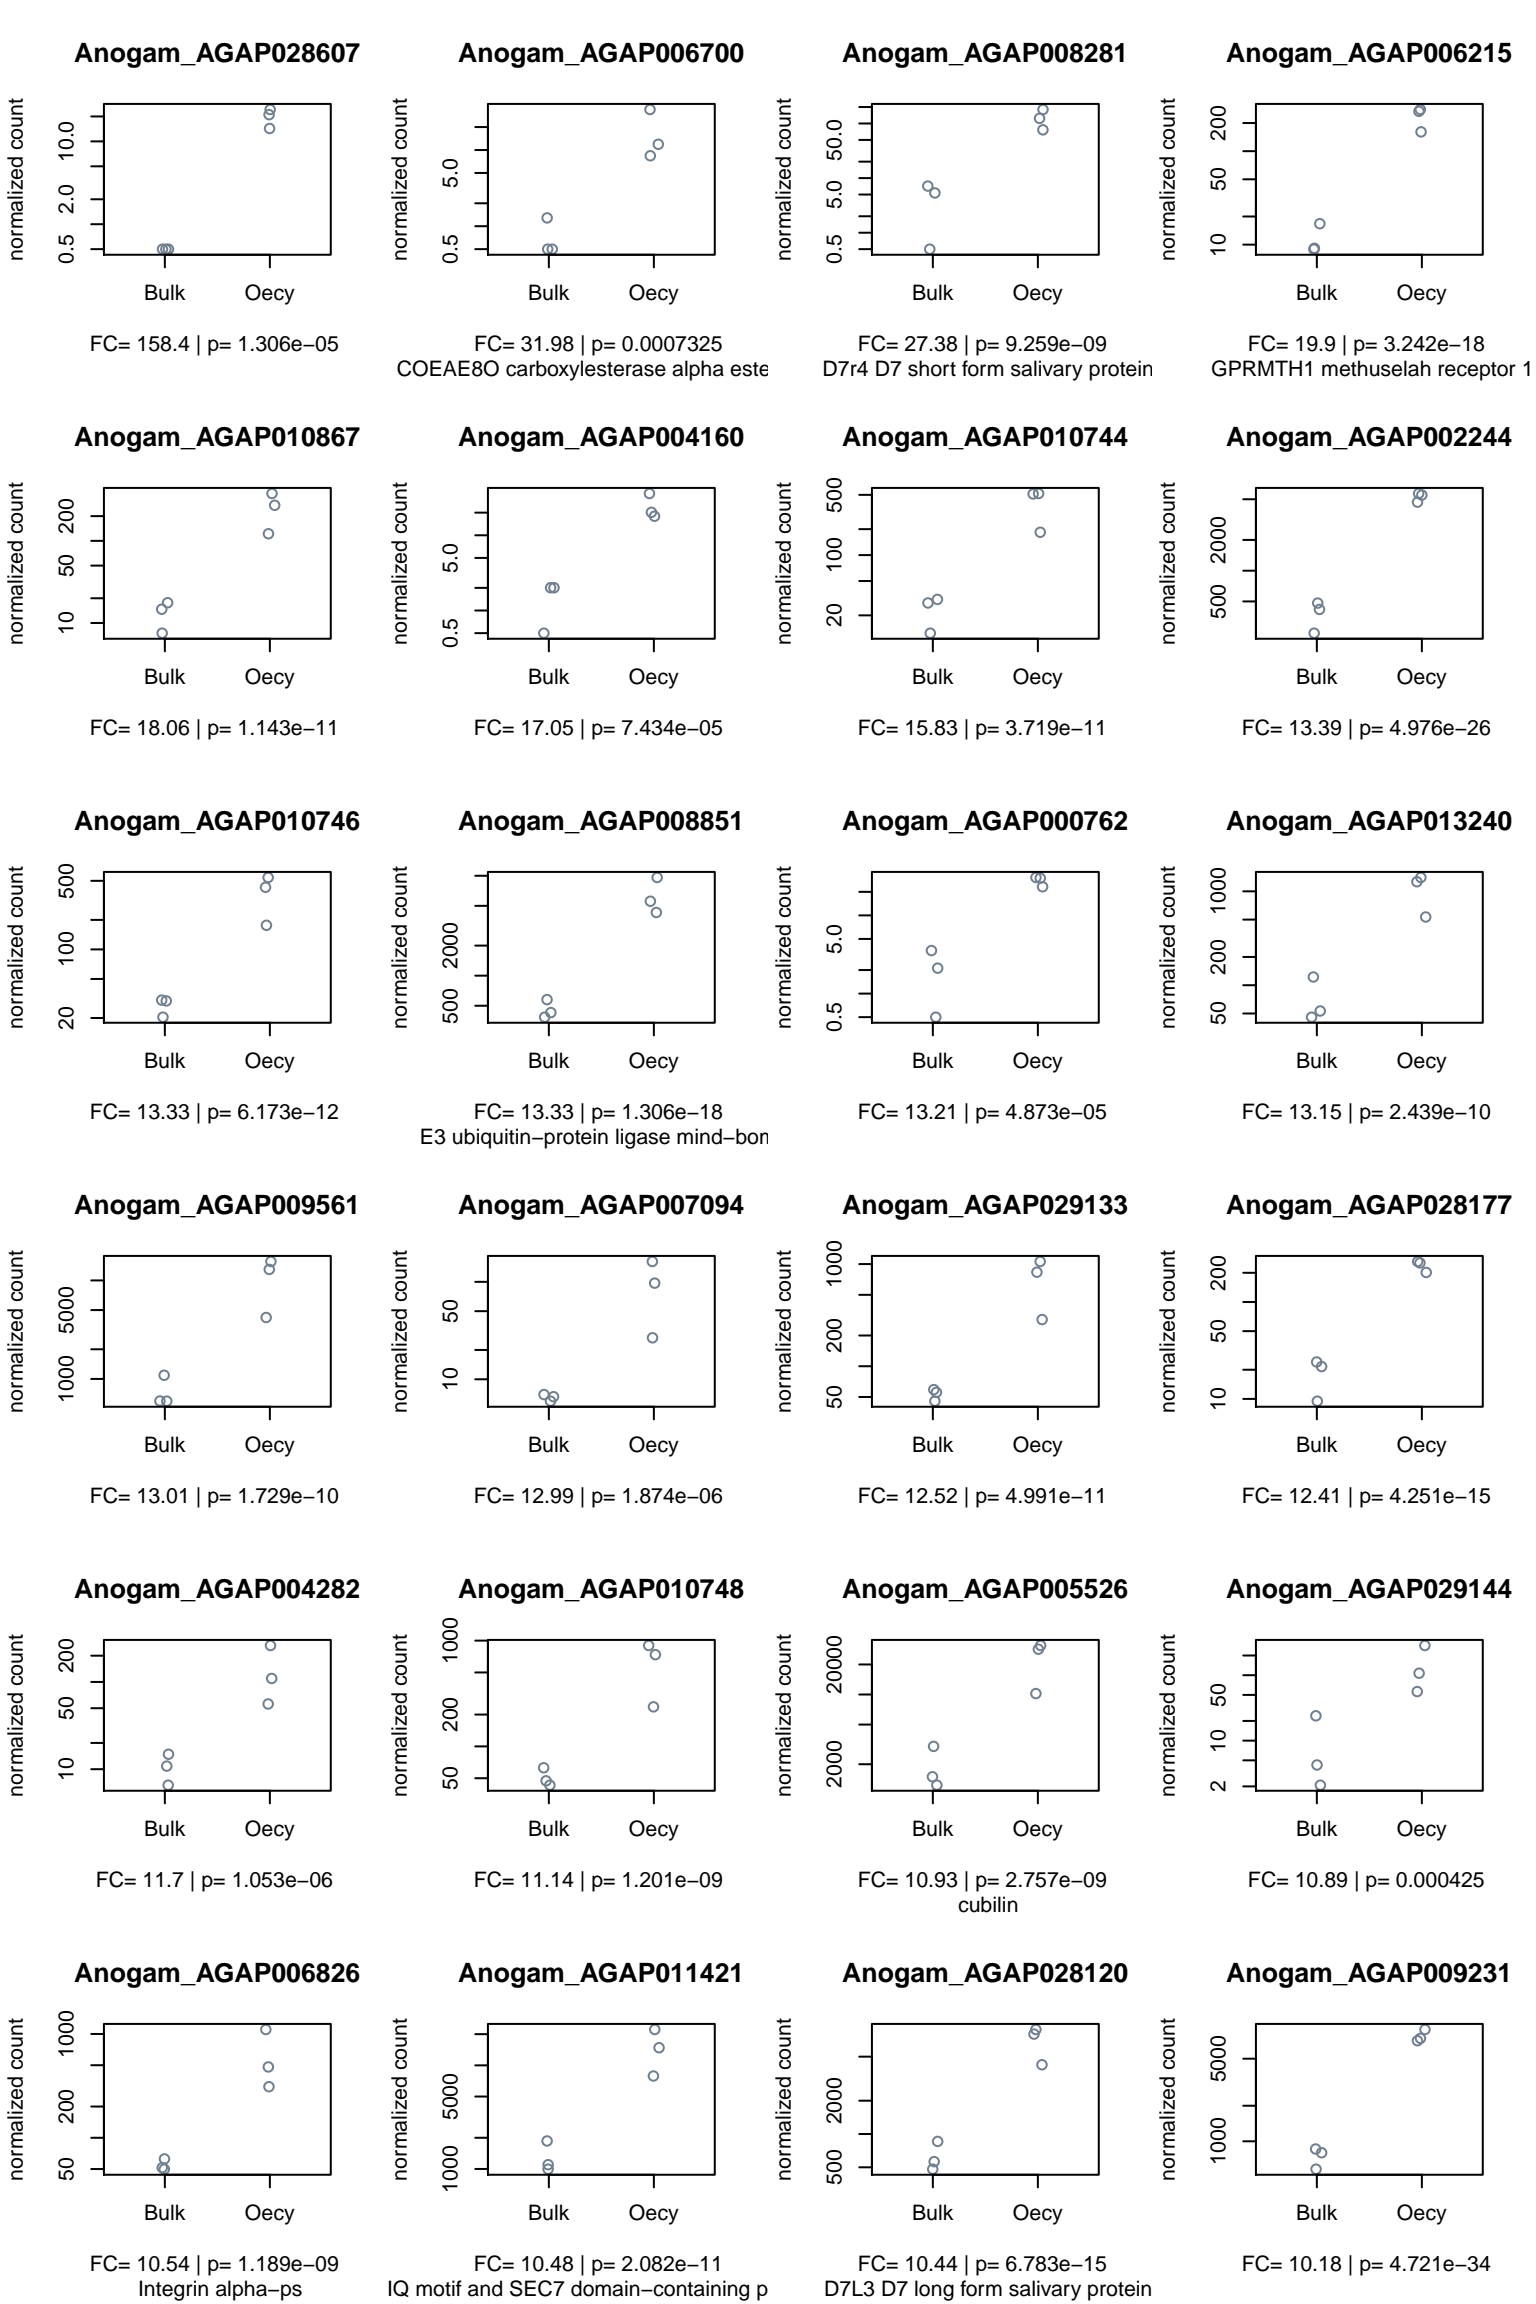 Anogam_AGAP028607
normalized count
0.5 2.0 10.0
Bulk Oecy
FC= 158.4 | p= 1.306e−05
Anogam_AGAP006700
normalized count
0.5 5.0
Bulk Oecy
FC= 31.98 | p= 0.0007325
COEAE8O carboxylesterase alpha este
Anogam_AGAP008281
normalized count
0.5 5.0 50.0
Bulk Oecy
FC= 27.38 | p= 9.259e−09
D7r4 D7 short form salivary protein
Anogam_AGAP006215
normalized count
10 50 200
Bulk Oecy
FC= 19.9 | p= 3.242e−18
GPRMTH1 methuselah receptor 1
Anogam_AGAP010867
normalized count
10 50 200
Bulk Oecy
FC= 18.06 | p= 1.143e−11
Anogam_AGAP004160
normalized count
0.5 5.0
Bulk Oecy
FC= 17.05 | p= 7.434e−05
Anogam_AGAP010744
normalized count
20 100 500
Bulk Oecy
FC= 15.83 | p= 3.719e−11
Anogam_AGAP002244
normalized count
500 2000
Bulk Oecy
FC= 13.39 | p= 4.976e−26
Anogam_AGAP010746
normalized count
20 100 500
Bulk Oecy
FC= 13.33 | p= 6.173e−12
Anogam_AGAP008851
normalized count
500 2000
Bulk Oecy
FC= 13.33 | p= 1.306e−18
E3 ubiquitin−protein ligase mind−bon
Anogam_AGAP000762
normalized count
0.5 5.0
Bulk Oecy
FC= 13.21 | p= 4.873e−05
Anogam_AGAP013240
normalized count
50 200 1000
Bulk Oecy
FC= 13.15 | p= 2.439e−10
Anogam_AGAP009561
normalized count
1000 5000
Bulk Oecy
FC= 13.01 | p= 1.729e−10
Anogam_AGAP007094
normalized count
10 50
Bulk Oecy
FC= 12.99 | p= 1.874e−06
Anogam_AGAP029133
normalized count
50 200 1000
Bulk Oecy
FC= 12.52 | p= 4.991e−11
Anogam_AGAP028177
normalized count
10 50 200
Bulk Oecy
FC= 12.41 | p= 4.251e−15
Anogam_AGAP004282
normalized count
10 50 200
Bulk Oecy
FC= 11.7 | p= 1.053e−06
Anogam_AGAP010748
normalized count
50 200 1000
Bulk Oecy
FC= 11.14 | p= 1.201e−09
Anogam_AGAP005526
normalized count
2000 20000
Bulk Oecy
FC= 10.93 | p= 2.757e−09
cubilin
Anogam_AGAP029144
normalized count
2 10 50
Bulk Oecy
FC= 10.89 | p= 0.000425
Anogam_AGAP006826
normalized count
50 200 1000
Bulk Oecy
FC= 10.54 | p= 1.189e−09
Integrin alpha−ps
Anogam_AGAP011421
normalized count
1000 5000
Bulk Oecy
FC= 10.48 | p= 2.082e−11
IQ motif and SEC7 domain−containing p
Anogam_AGAP028120
normalized count
500 2000
Bulk Oecy
FC= 10.44 | p= 6.783e−15
D7L3 D7 long form salivary protein
Anogam_AGAP009231
normalized count
1000 5000
Bulk Oecy
FC= 10.18 | p= 4.721e−34